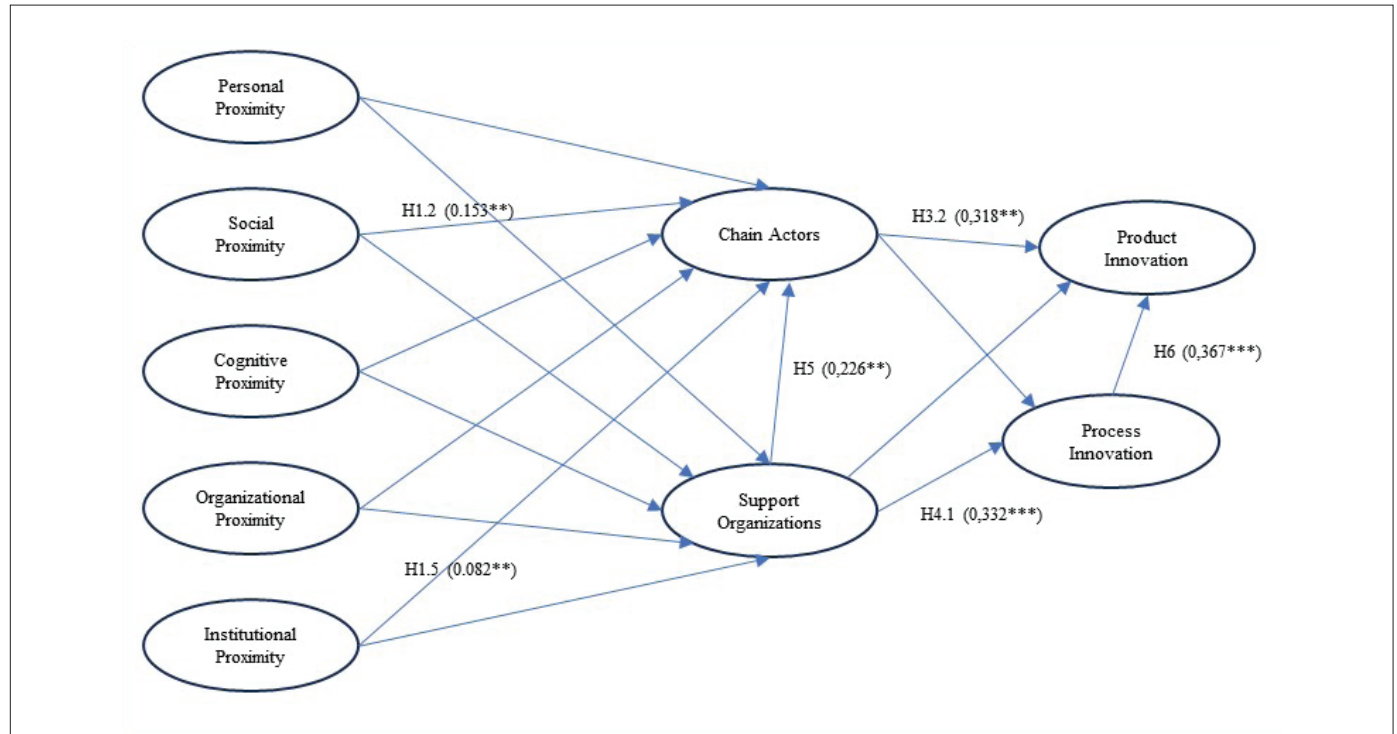 Personal
Proximity
Social
Proximity
H1.2 (0.153**)
Chain Actors
H3.2 (0,318**)
Product
Innovation
Cognitive
Proximity
H5 (0,226**)
H6 (0,367***)
Process
Innovation
Organizational
Proximity
Support
Organizations
H4.1 (0,332***)
H1.5 (0.082**)
Institutional
Proximity